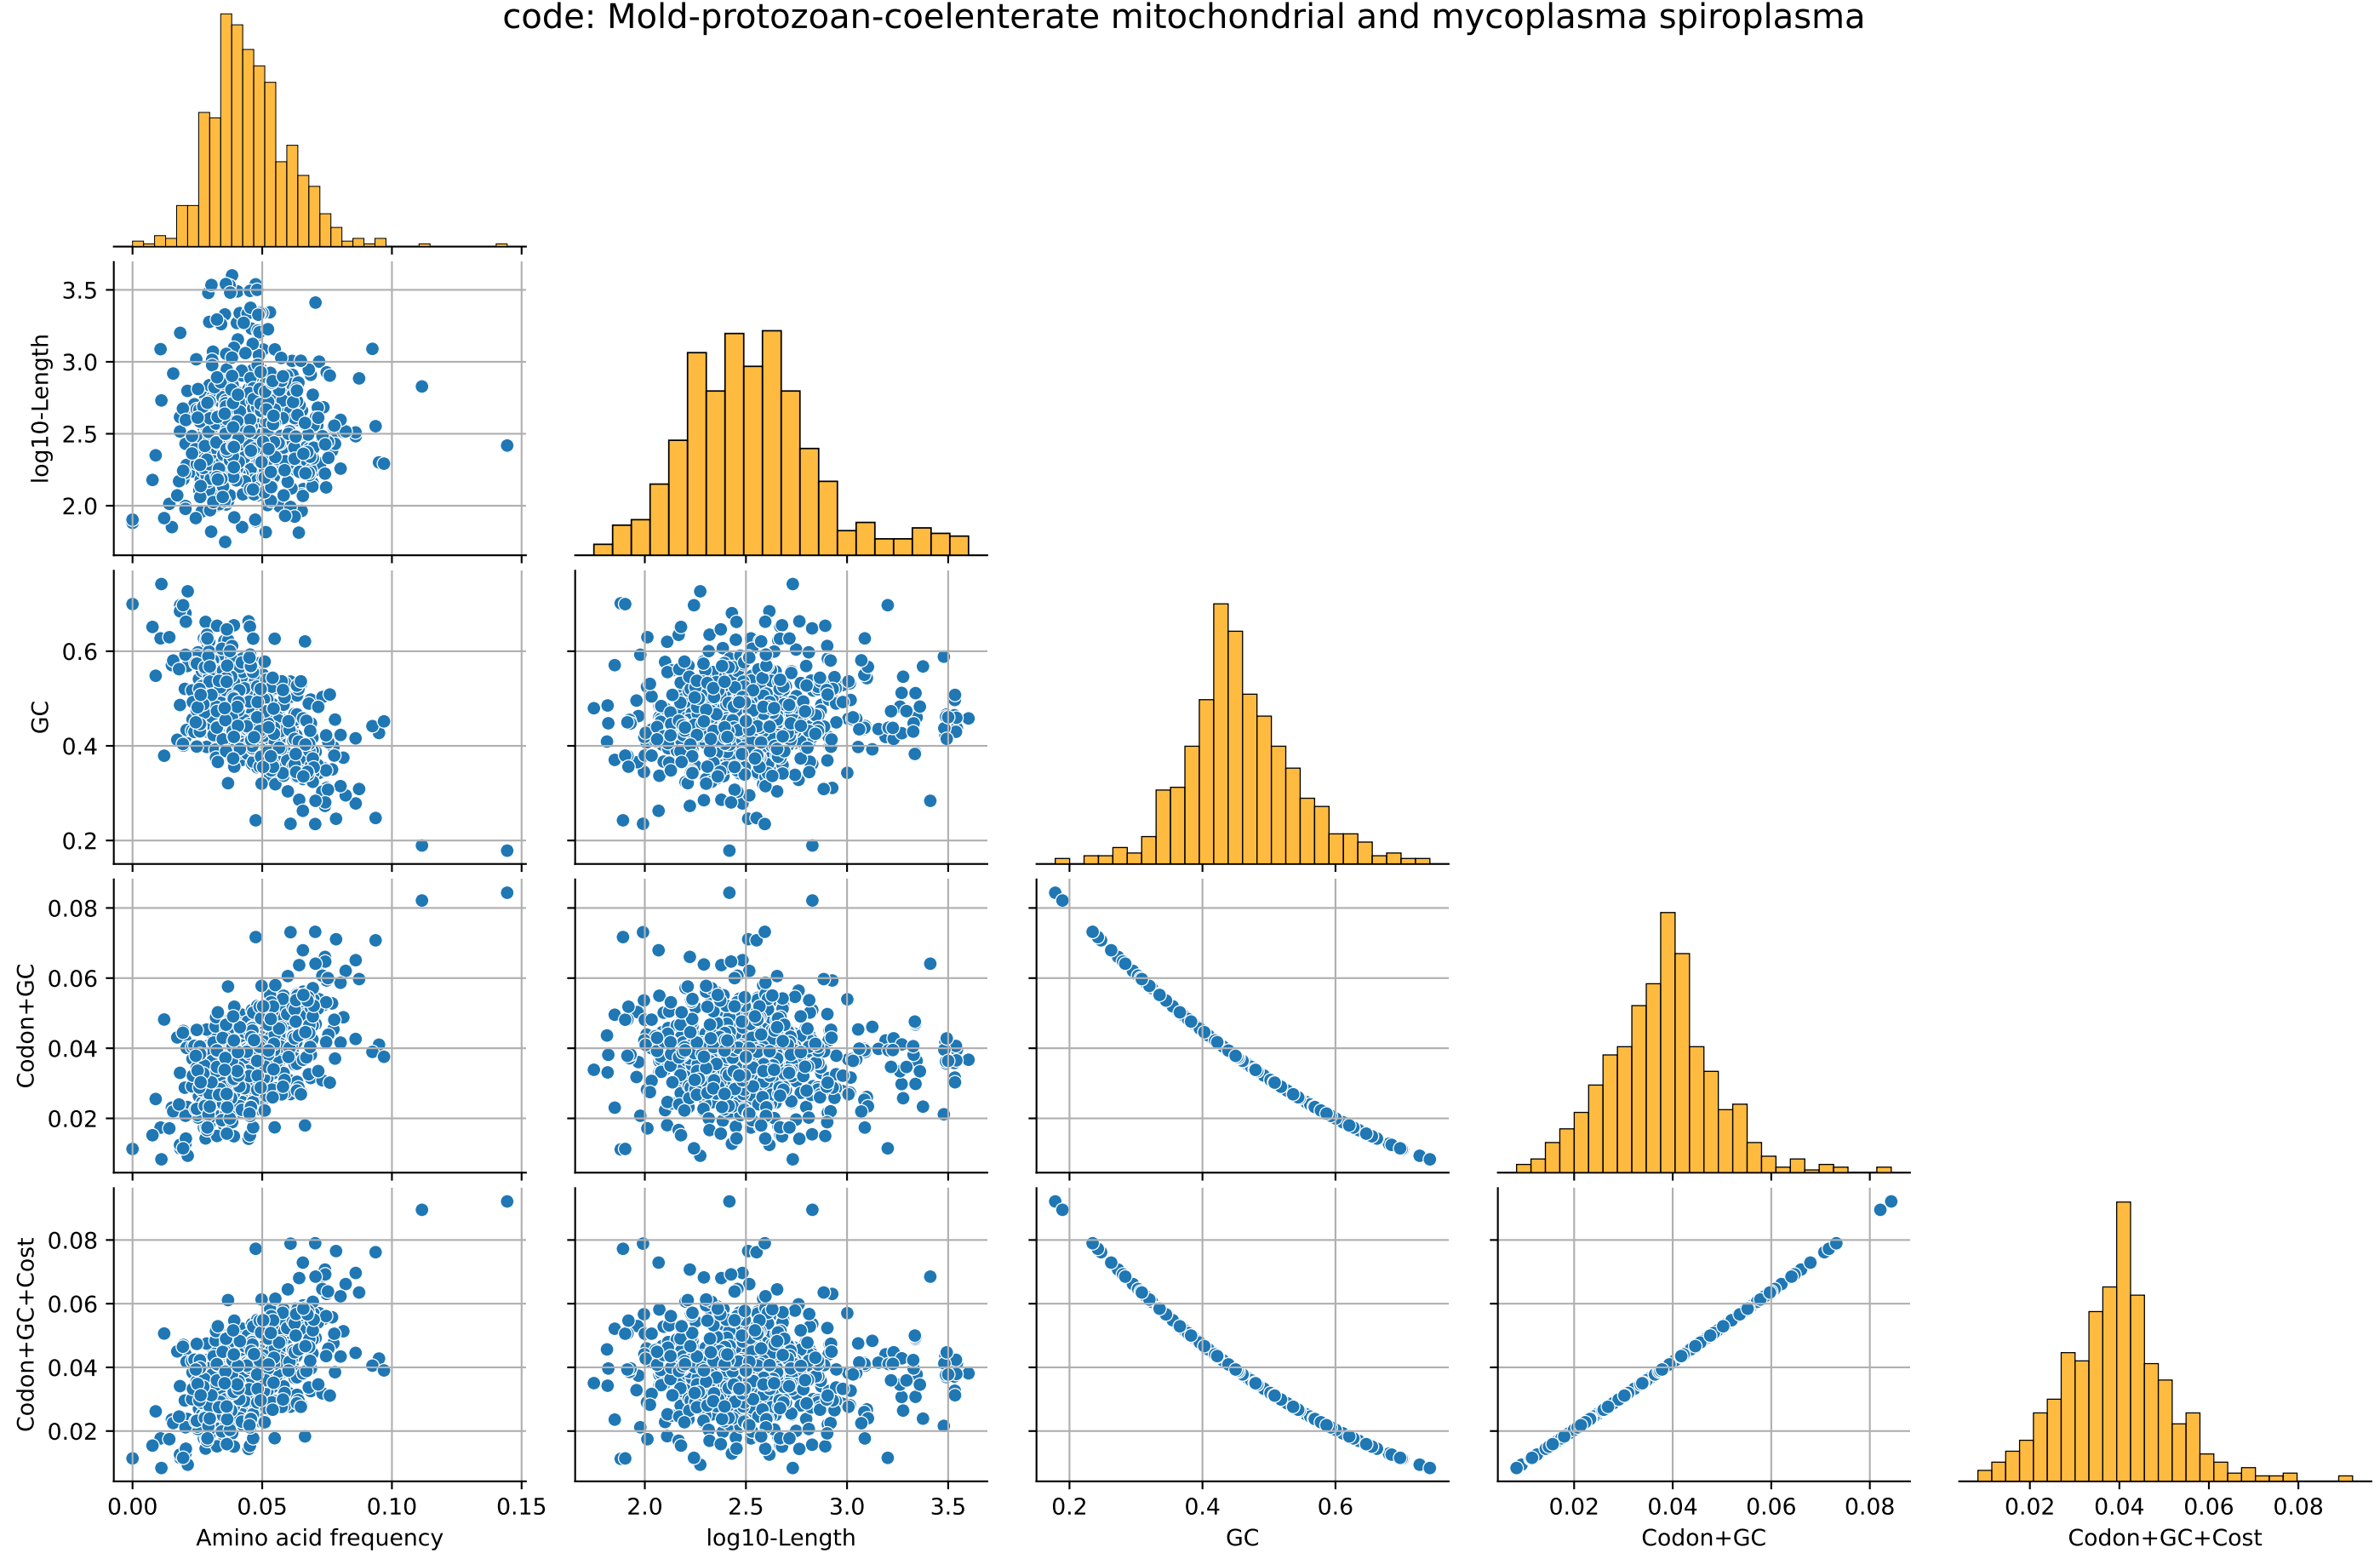 code: Mold-protozoan-coelenterate mitochondrial and mycoplasma spiroplasma
log10-Length
3.5
3.0
2.5
2.0
GC
0.6
0.4
0.2
Codon+GC
0.08
0.06
0.04
0.02
Codon+GC+Cost
0.08
0.06
0.04
0.02
0.00 0.05 0.10 0.15 2.0 2.5 3.0 3.5 0.2 0.4 0.6 0.02 0.04 0.06 0.08 0.02 0.04 0.06 0.08
Amino acid frequency log10-Length GC Codon+GC Codon+GC+Cost